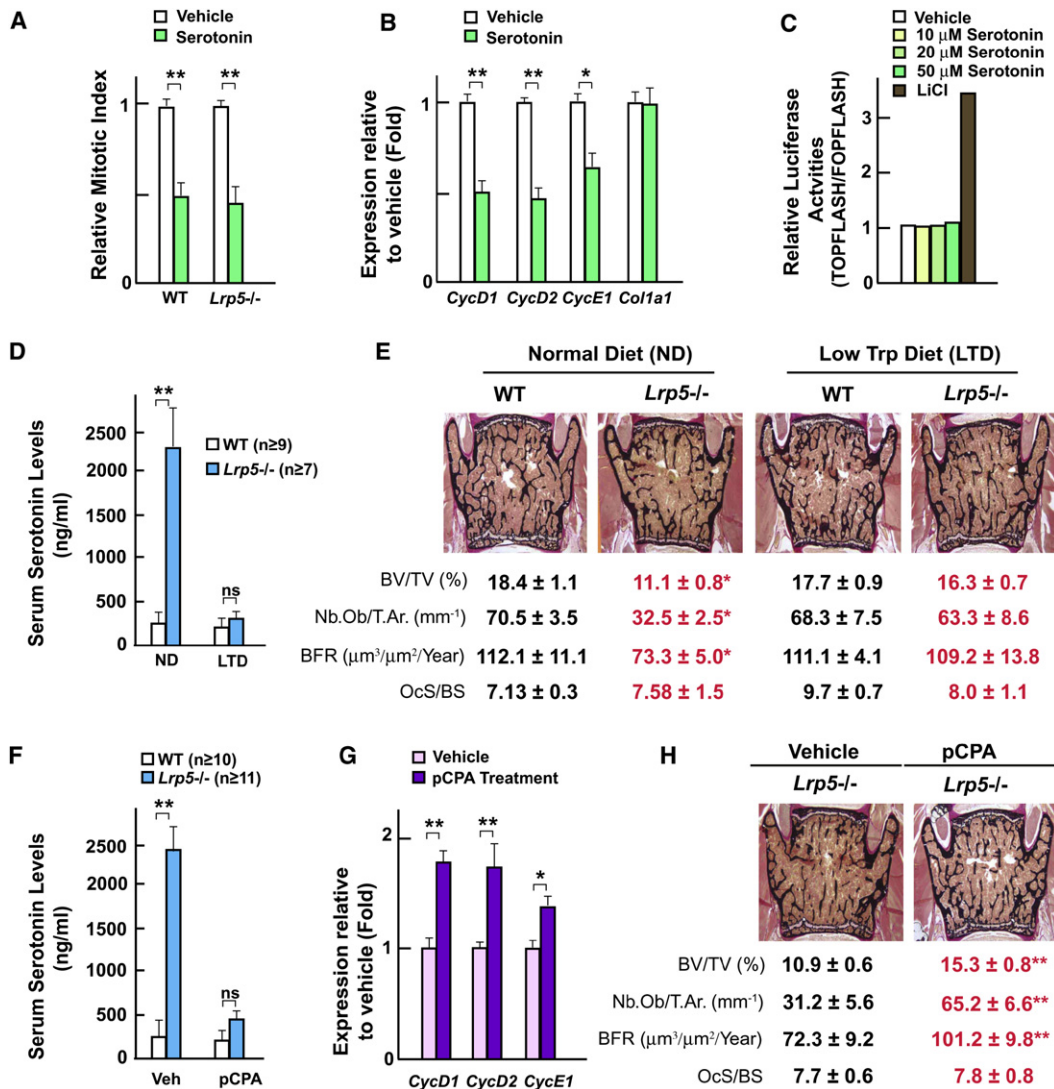 A
Vehicle
Serotonin
Relative Mitotic Index
1
0
**
**
WT
Lrp5-/-
B
Vehicle
Serotonin
Expression relative
to vehicle (Fold)
1
0
**
**
*
CycD1
CycD2
CycE1
Col1a1
C
Vehicle
10 μM Serotonin
20 μM Serotonin
50 μM Serotonin
LiCl
Relative Luciferase
Actvities
(TOPFLASH/FOPFLASH)
3
2
1
0
D
Serum Serotonin Levels
(ng/ml)
2500
2000
1500
1000
500
0
**
ns
WT (n≥9)
Lrp5-/- (n≥7)
ND
LTD
E
Normal Diet (ND)
Low Trp Diet (LTD)
WT
Lrp5-/-
WT
Lrp5-/-
BV/TV (%) 18.4 ± 1.1 11.1 ± 0.8* 17.7 ± 0.9 16.3 ± 0.7
Nb.Ob/T.Ar. (mm-1) 70.5 ± 3.5 32.5 ± 2.5* 68.3 ± 7.5 63.3 ± 8.6
BFR (μm³/μm²/Year) 112.1 ± 11.1 73.3 ± 5.0* 111.1 ± 4.1 109.2 ± 13.8
OcS/BS 7.13 ± 0.3 7.58 ± 1.5 9.7 ± 0.7 8.0 ± 1.1
F
WT (n≥10)
Lrp5-/- (n≥11)
Serum Serotonin Levels
(ng/ml)
2500
2000
1500
1000
500
0
**
ns
Veh
pCPA
G
Vehicle
pCPA Treatment
Expression relative
to vehicle (Fold)
2
1
0
**
**
*
CycD1
CycD2
CycE1
H
Vehicle
pCPA
Lrp5-/-
Lrp5-/-
BV/TV (%) 10.9 ± 0.6 15.3 ± 0.8**
Nb.Ob/T.Ar. (mm-1) 31.2 ± 5.6 65.2 ± 6.6**
BFR (μm³/μm²/Year) 72.3 ± 9.2 101.2 ± 9.8**
OcS/BS 7.7 ± 0.6 7.8 ± 0.8